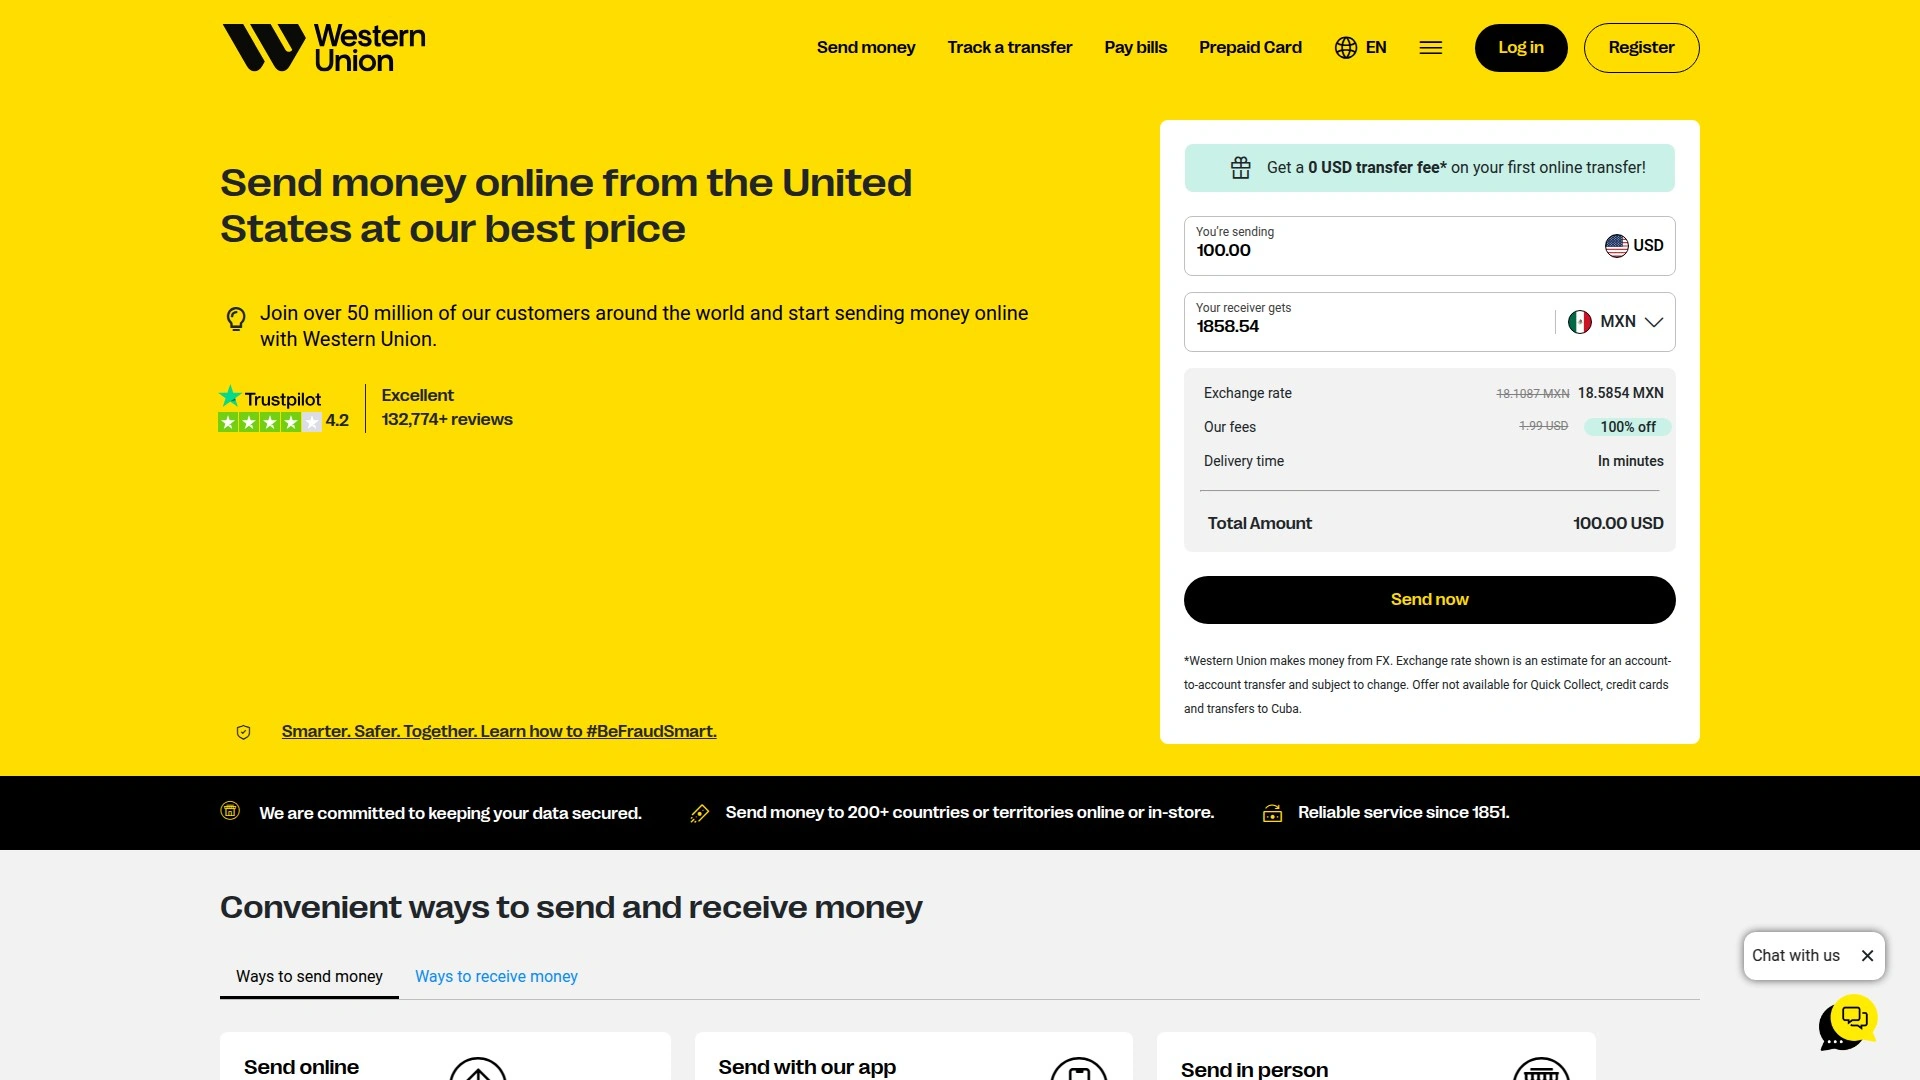 Western
Union
Send money
Track a transfer
Pay bills
Prepaid Card
EN
Log in
Register
Send money online from the United
States at our best price
Join over 50 million of our customers around the world and start sending money online
with Western Union.
Trustpilot
4.2
Excellent
132,774+ reviews
Smarter. Safer. Together. Learn how to #BeFraudSmart.
Get a 0 USD transfer fee* on your first online transfer!
You're sending
100.00
USD
Your receiver gets
1858.54
MXN
Exchange rate 18.1087 MXN 18.5854 MXN
Our fees 1.99 USD 100% off
Delivery time In minutes
Total Amount 100.00 USD
Send now
*Western Union makes money from FX. Exchange rate shown is an estimate for an account-
to-account transfer and subject to change. Offer not available for Quick Collect, credit cards
and transfers to Cuba.
We are committed to keeping your data secured.
Send money to 200+ countries or territories online or in-store.
Reliable service since 1851.
Convenient ways to send and receive money
Ways to send money
Ways to receive money
Chat with us
Send online
Send with our app
Send in person